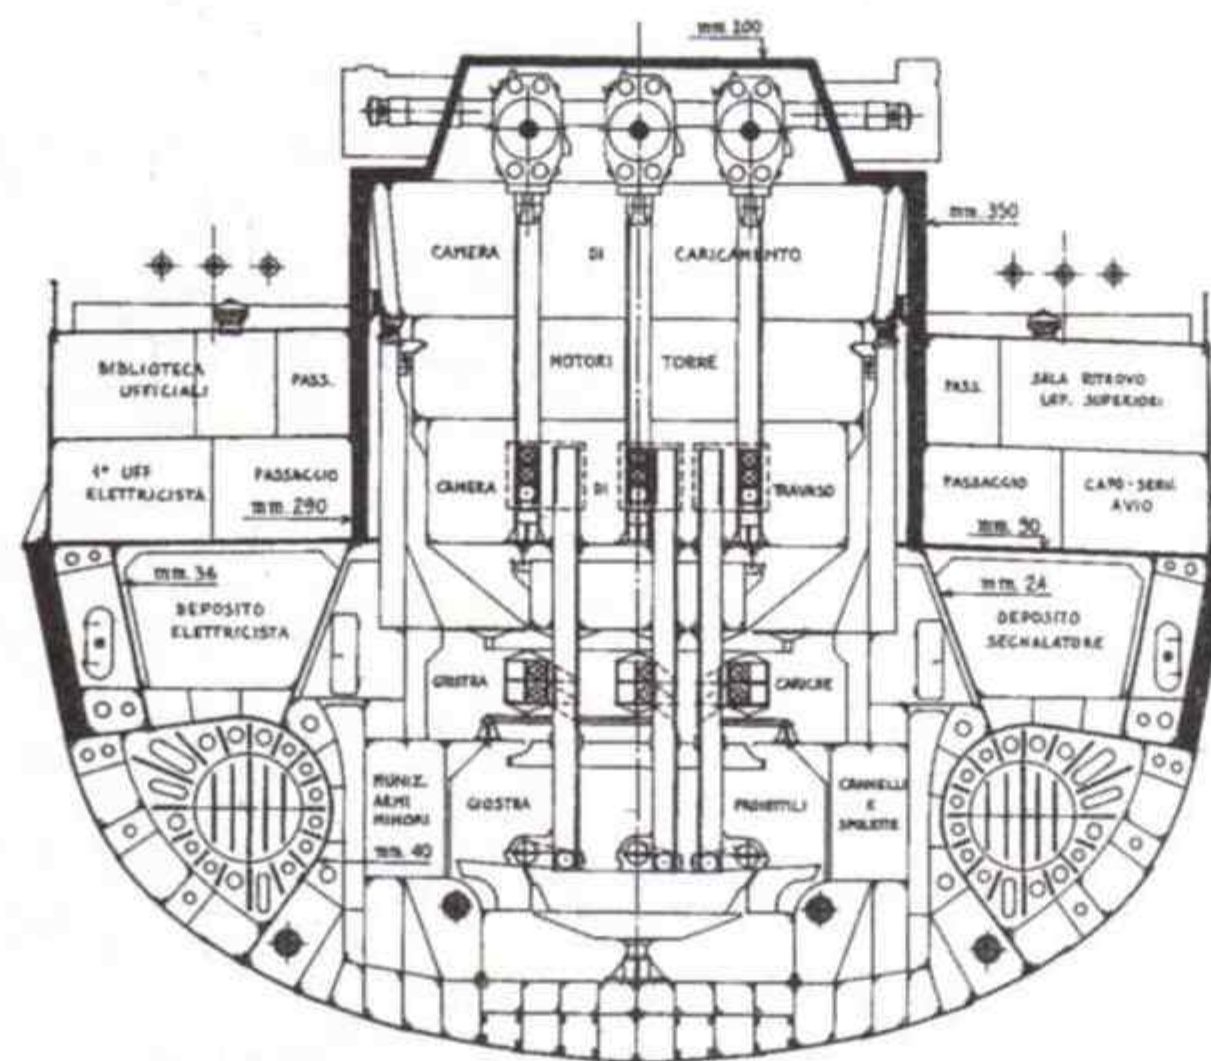 mm 200
mm. 350
CAMERA DI CARICAMENTO
MOTORI TORRE
BIBLIOTECA
UFFICIALI
PASS.
PASS.
SALA RITROVO
UFF. SUPERIORI
1° UFF
ELETTRICISTA
PASSAGGIO
mm. 290
CAMERA DI TRAVASO
PASSAGGIO
CAPO-SERV.
AVIO
mm. 90
mm. 36
DEPOSITO
ELETTRICISTA
mm. 24
DEPOSITO
SEGNALATORE
GIOSTRA CARICHE
MUNIZ.
ARMI
MINORI
GIOSTRA PROIETTILI
CANNELLI
E
SPOLETTE
mm. 40